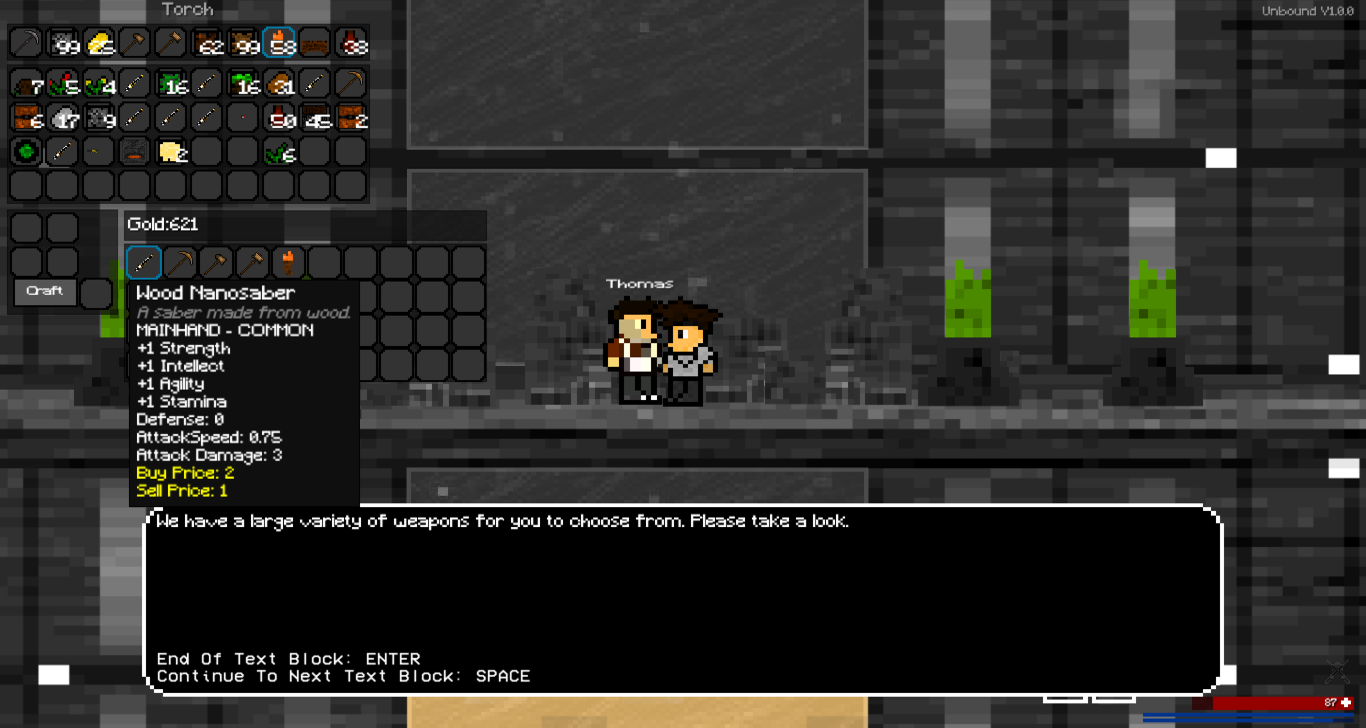 Torch
Unbound V1.0.0
99 25 62 99 58 38
7 5 4 16 16 31
6 17 9 50 45 2
2 6
Gold:621
Craft
Wood Nanosaber
A saber made from wood.
MAINHAND - COMMON
+1 Strength
+1 Intellect
+1 Agility
+1 Stamina
Defense: 0
AttackSpeed: 0.75
Attack Damage: 3
Buy Price: 2
Sell Price: 1
Thomas
We have a large variety of weapons for you to choose from. Please take a look.
End Of Text Block: ENTER
Continue To Next Text Block: SPACE
87